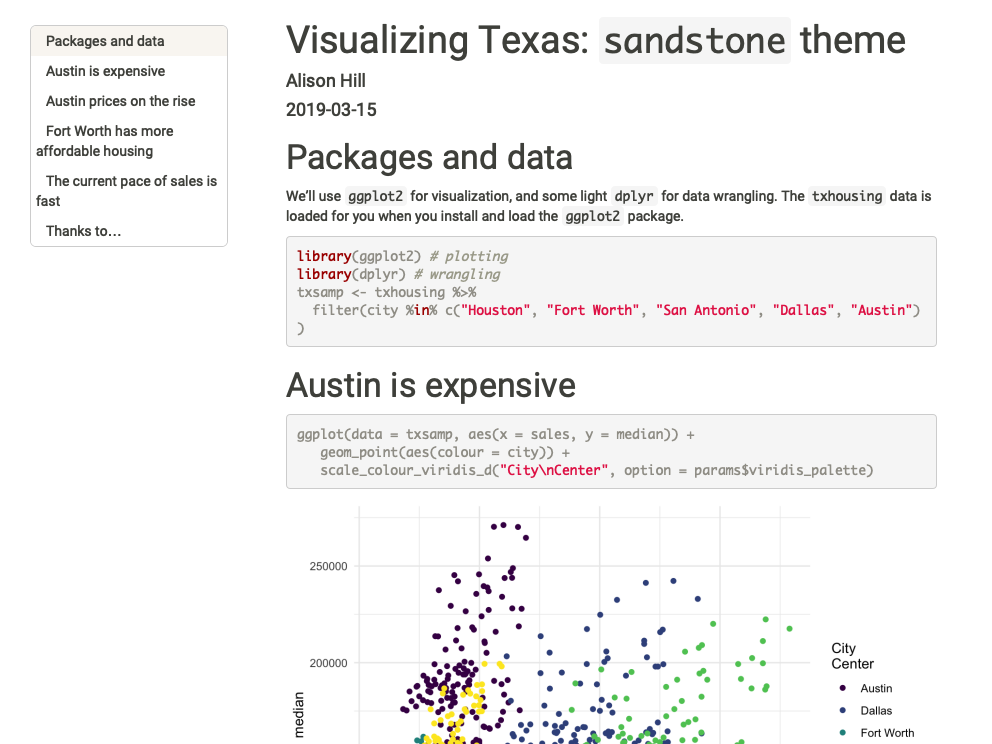 Packages and data
Austin is expensive
Austin prices on the rise
Fort Worth has more
affordable housing
The current pace of sales is
fast
Thanks to…
Visualizing Texas: sandstone theme
Alison Hill
2019-03-15
Packages and data
We’ll use ggplot2 for visualization, and some light dplyr for data wrangling. The txhousing data is
loaded for you when you install and load the ggplot2 package.
library(ggplot2) # plotting
library(dplyr) # wrangling
txsamp <- txhousing %>%
  filter(city %in% c("Houston", "Fort Worth", "San Antonio", "Dallas", "Austin")
)
Austin is expensive
ggplot(data = txsamp, aes(x = sales, y = median)) +
   geom_point(aes(colour = city)) +
   scale_colour_viridis_d("City\nCenter", option = params$viridis_palette)
250000
200000
median
City
Center
Austin
Dallas
Fort Worth